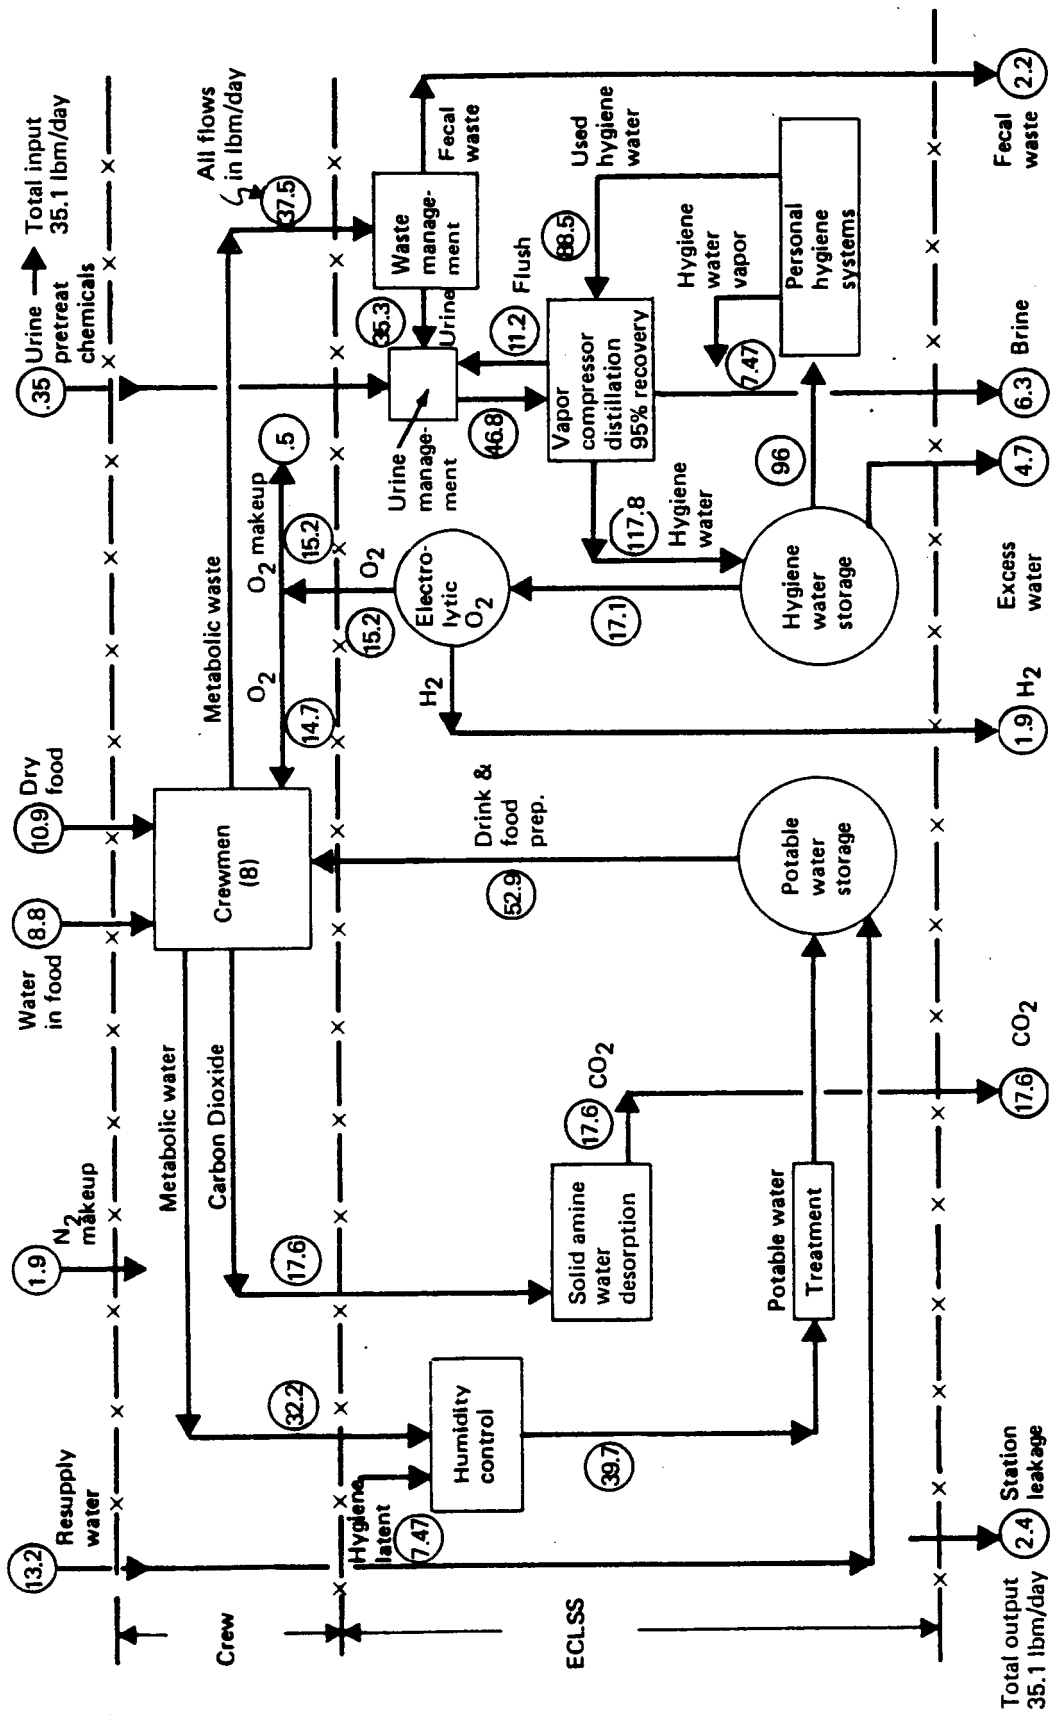 13.2
Resupply
water
1.9
N2
makeup
Water
in food
8.8
10.9
Dry
food
.35
Urine
pretreat
chemicals
Total input
35.1 lbm/day
Crew
Metabolic water
Carbon Dioxide
Crewmen
(8)
Metabolic waste
O2
O2 makeup
.5
14.7
15.2
All flows
in lbm/day
37.5
32.2
17.6
Hygiene
latent
7.47
Humidity
control
39.7
ECLSS
Solid amine
water
desorption
17.6
CO2
Potable water
Treatment
Potable
water
storage
52.9
Drink &
food
prep.
H2
Electro-
lytic
O2
15.2
O2
17.1
Urine
manage-
ment
35.3
Urine
Waste
manage-
ment
Fecal
waste
46.8
11.2
Flush
Vapor
compressor
distillation
95% recovery
88.5
Used
hygiene
water
117.8
Hygiene
water
Hygiene
water
storage
96
Hygiene
water
vapor
7.47
Personal
hygiene
systems
Total output
35.1 lbm/day
2.4
Station
leakage
17.6
CO2
1.9
H2
Excess
water
4.7
6.3
Brine
Fecal
waste
2.2